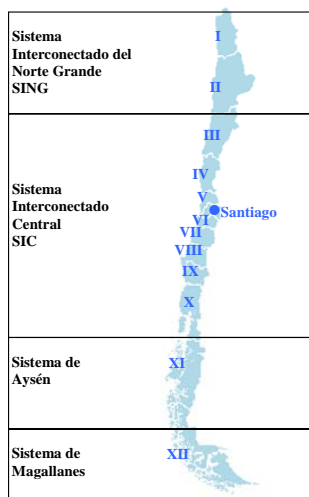 Sistema
Interconectado del
Norte Grande
SING
I
II
Sistema
Interconectado
Central
SIC
III
IV
V
Santiago
VI
VII
VIII
IX
X
Sistema de
Aysén
XI
Sistema de
Magallanes
XII